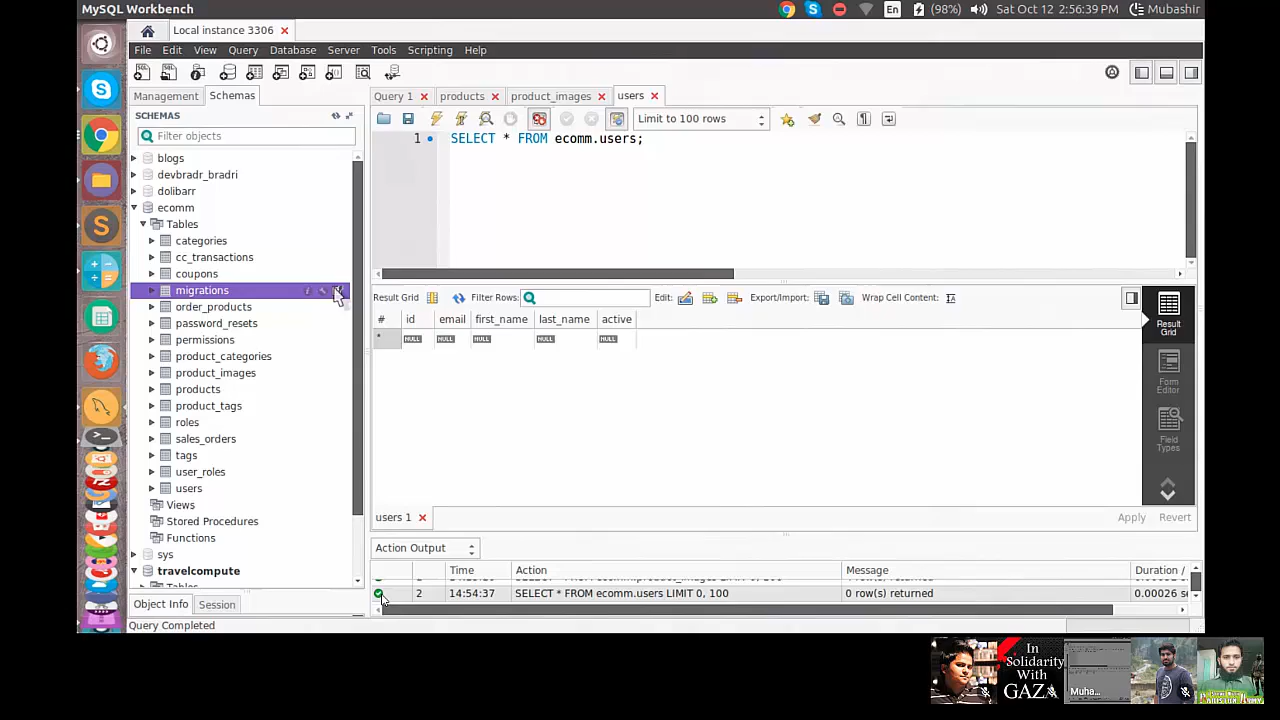 MySQL Workbench
En
(98%)
Sat Oct 12 2:56:39 PM
Mubashir
Local instance 3306
File Edit View Query Database Server Tools Scripting Help
Management Schemas
Query 1 products product_images users
SCHEMAS
Filter objects
Limit to 100 rows
1 SELECT * FROM ecomm.users;
blogs
devbradr_bradri
dolibarr
ecomm
Tables
categories
cc_transactions
coupons
migrations
order_products
password_resets
permissions
product_categories
product_images
products
product_tags
roles
sales_orders
tags
user_roles
users
Views
Stored Procedures
Functions
sys
travelcompute
Tables
Result Grid Filter Rows: Edit: Export/Import: Wrap Cell Content:
# id email first_name last_name active
* NULL NULL NULL NULL NULL
Result Grid
Form Editor
Field Types
users 1
Apply Revert
Action Output
Time Action Message Duration /
2 14:54:37 SELECT * FROM ecomm.users LIMIT 0, 100 0 row(s) returned 0.00026 se
Object Info Session
Query Completed
In
Solidarity
With
GAZA
Muha...